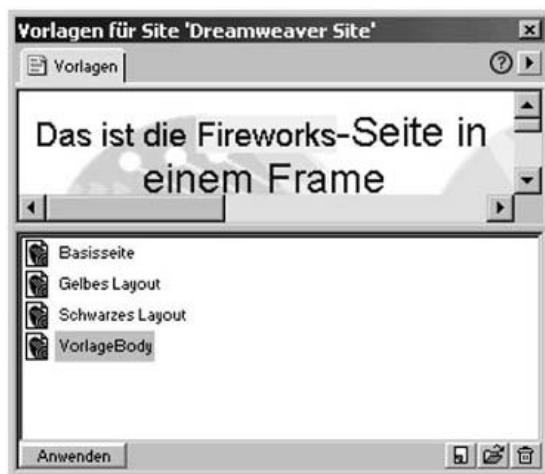 Vorlagen für Site 'Dreamweaver Site'
Vorlagen
Das ist die Fireworks-Seite in
einem Frame
Basisseite
Gelbes Layout
Schwarzes Layout
VorlageBody
Anwenden